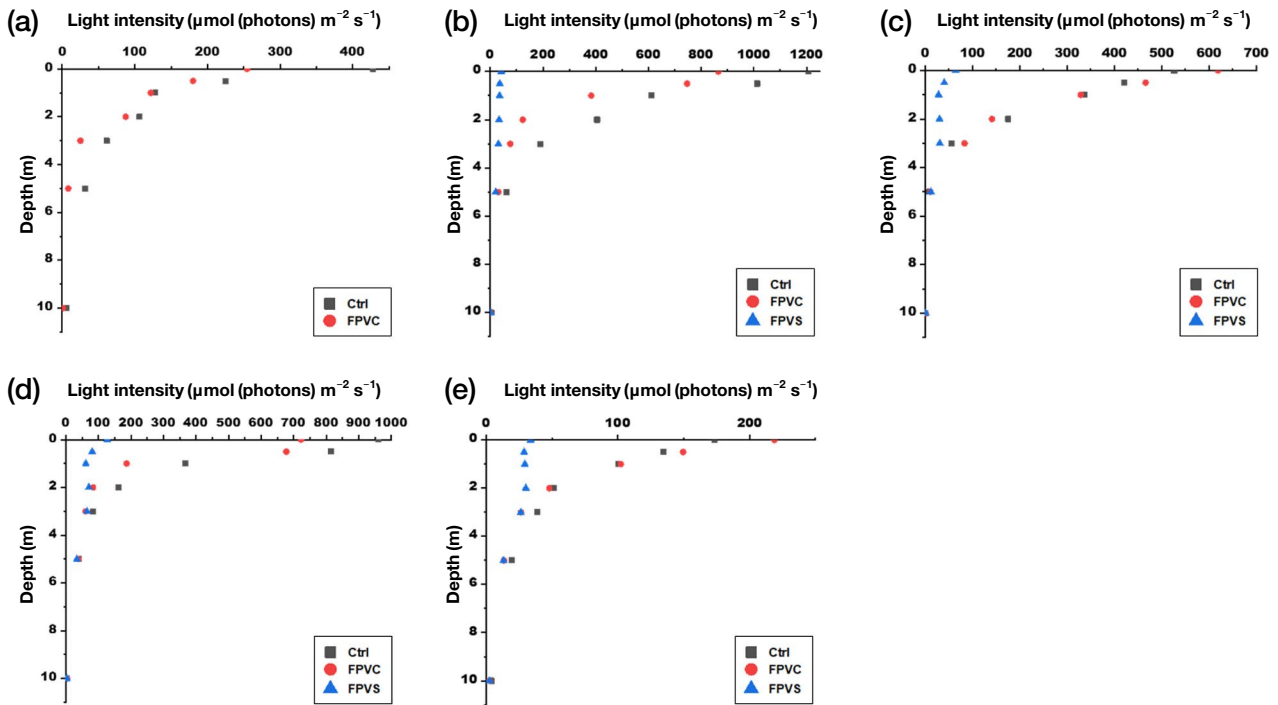 (a) Light intensity (µmol (photons) m⁻² s⁻¹)
0 100 200 300 400
0
2
4
6
8
10
Depth (m)
Ctrl
FPVC
(b) Light intensity (µmol (photons) m⁻² s⁻¹)
0 200 400 600 800 1000 1200
0
2
4
6
8
10
Depth (m)
Ctrl
FPVC
FPVS
(c) Light intensity (µmol (photons) m⁻² s⁻¹)
0 100 200 300 400 500 600 700
0
2
4
6
8
10
Depth (m)
Ctrl
FPVC
FPVS
(d) Light intensity (µmol (photons) m⁻² s⁻¹)
0 100 200 300 400 500 600 700 800 900 1000
0
2
4
6
8
10
Depth (m)
Ctrl
FPVC
FPVS
(e) Light intensity (µmol (photons) m⁻² s⁻¹)
0 100 200
0
2
4
6
8
10
Depth (m)
Ctrl
FPVC
FPVS